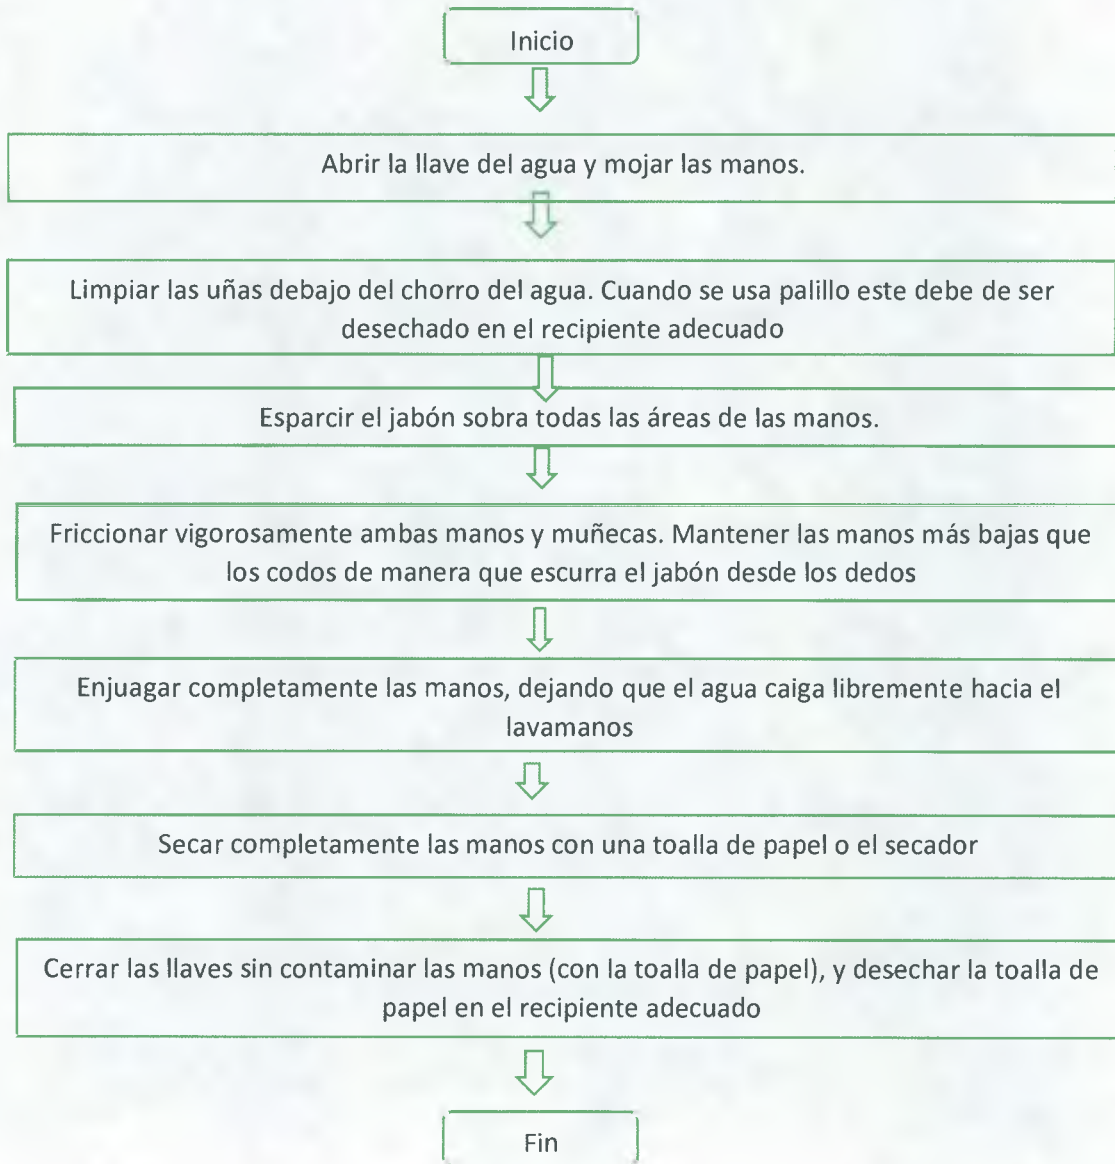 Inicio
Abrir la llave del agua y mojar las manos.
Limpiar las uñas debajo del chorro del agua. Cuando se usa palillo este debe de ser
desechado en el recipiente adecuado
Esparcir el jabón sobra todas las áreas de las manos.
Friccionar vigorosamente ambas manos y muñecas. Mantener las manos más bajas que
los codos de manera que escurra el jabón desde los dedos
Enjuagar completamente las manos, dejando que el agua caiga libremente hacia el
lavamanos
Secar completamente las manos con una toalla de papel o el secador
Cerrar las llaves sin contaminar las manos (con la toalla de papel), y desechar la toalla de
papel en el recipiente adecuado
Fin